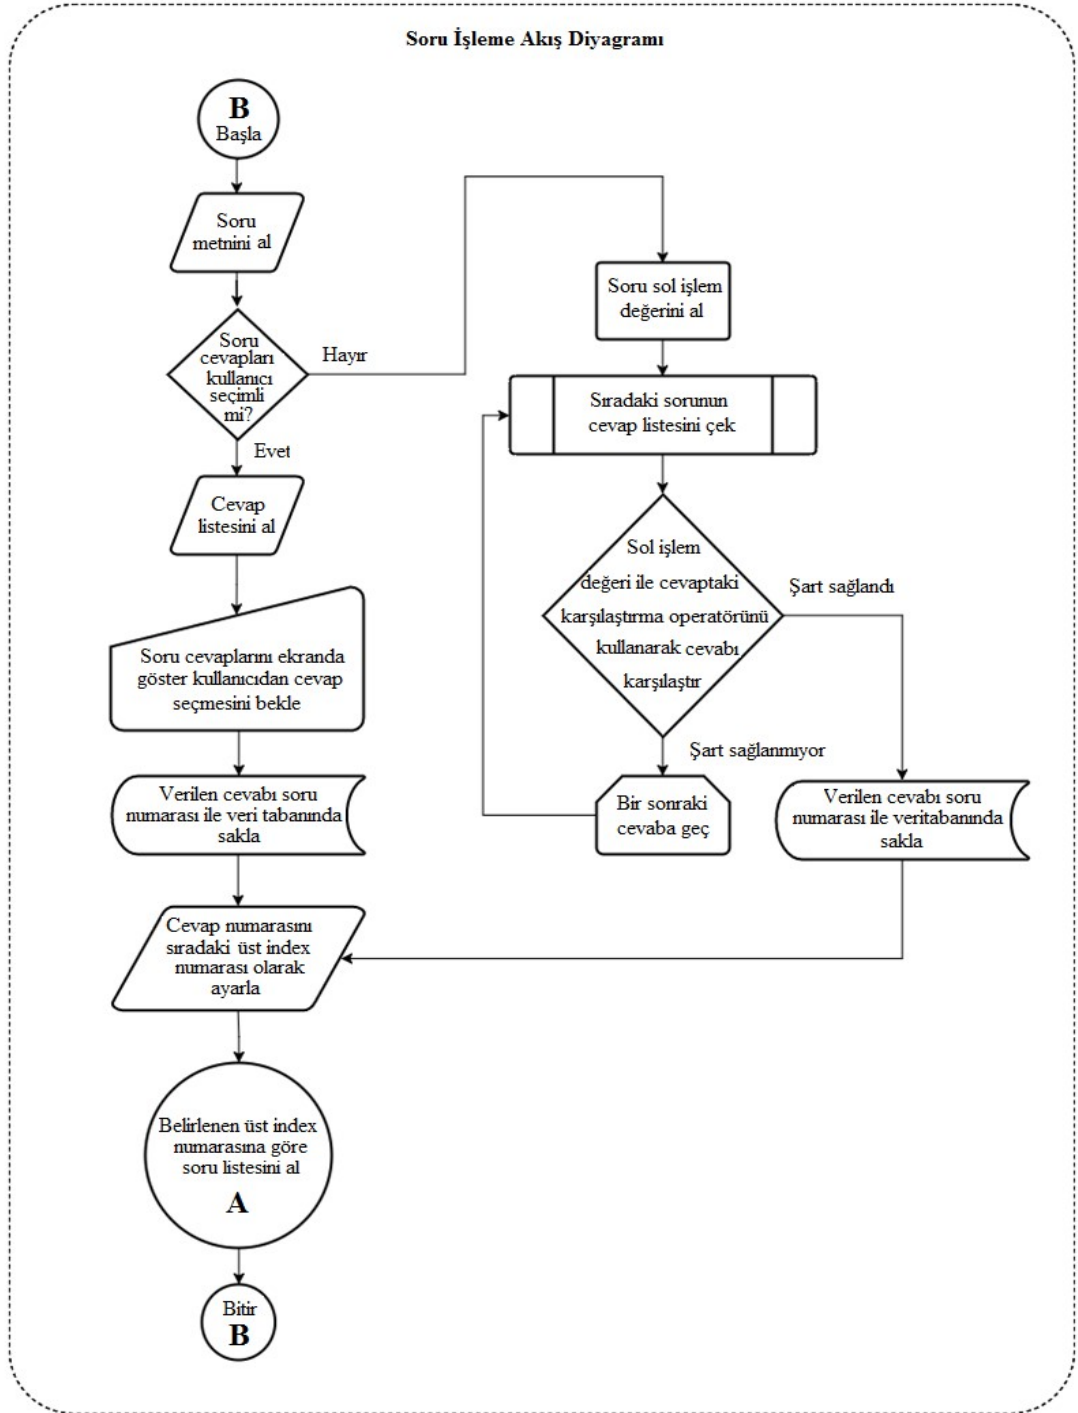 Soru İşleme Akış Diyagramı
B
Başla
Soru
metnini al
Soru
cevapları
kullanıcı
seçimli
mi?
Hayır
Evet
Cevap
listesini al
Soru cevaplarını ekranda
göster kullanıcıdan cevap
seçmesini bekle
Verilen cevabı soru
numarası ile veri tabanında
sakla
Cevap numarasını
sıradaki üst index
numarası olarak
ayarla
Belirlenen üst index
numarasına göre
soru listesini al
A
Bitir
B
Soru sol işlem
değerini al
Sıradaki sorunun
cevap listesini çek
Sol işlem
değeri ile cevaptaki
karşılaştırma operatörünü
kullanarak cevabı
karşılaştır
Şart sağlandı
Şart sağlanmıyor
Bir sonraki
cevaba geç
Verilen cevabı soru
numarası ile veritabanında
sakla